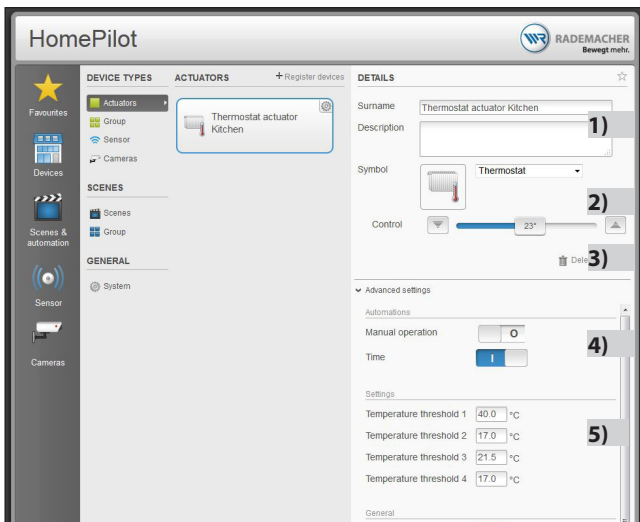 HomePilot
WR RADEMACHER
Bewegt mehr.
Favourites
Devices
Scenes &
automation
Sensor
Cameras
DEVICE TYPES
Actuators
Group
Sensor
Cameras
SCENES
Scenes
Group
GENERAL
System
ACTUATORS + Register devices
Thermostat actuator
Kitchen
DETAILS
Surname Thermostat actuator Kitchen
1)
Description
Symbol Thermostat
2)
Control 23°
3)
Advanced settings
Automations
Manual operation O
4)
Time I
Settings
Temperature threshold 1 40.0 °C
Temperature threshold 2 17.0 °C
5)
Temperature threshold 3 21.5 °C
Temperature threshold 4 17.0 °C
General